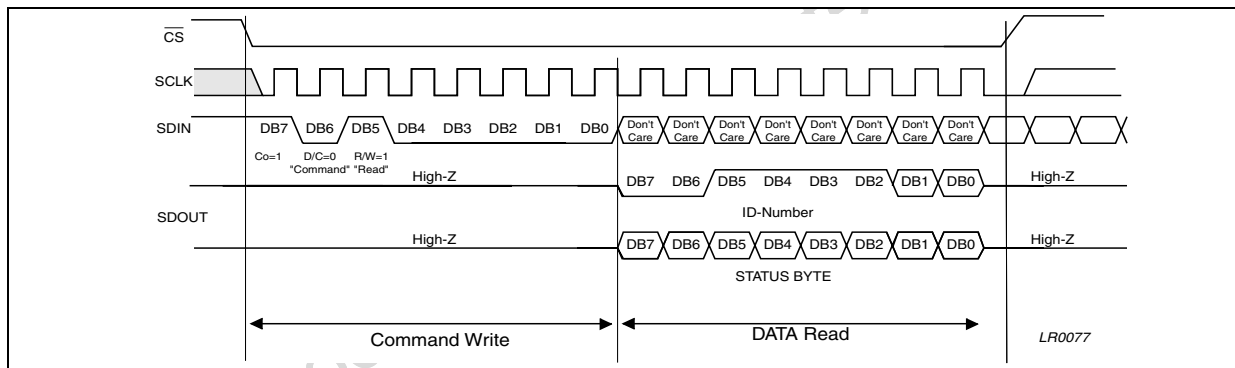 CS
SCLK
SDIN DB7 DB6 DB5 DB4 DB3 DB2 DB1 DB0 Don't Care Don't Care Don't Care Don't Care Don't Care Don't Care Don't Care Don't Care
Co=1 D/C=0 "Command" R/W=1 "Read"
High-Z DB7 DB6 DB5 DB4 DB3 DB2 DB1 DB0 High-Z
ID-Number
SDOUT
High-Z DB7 DB6 DB5 DB4 DB3 DB2 DB1 DB0 High-Z
STATUS BYTE
Command Write DATA Read LR0077